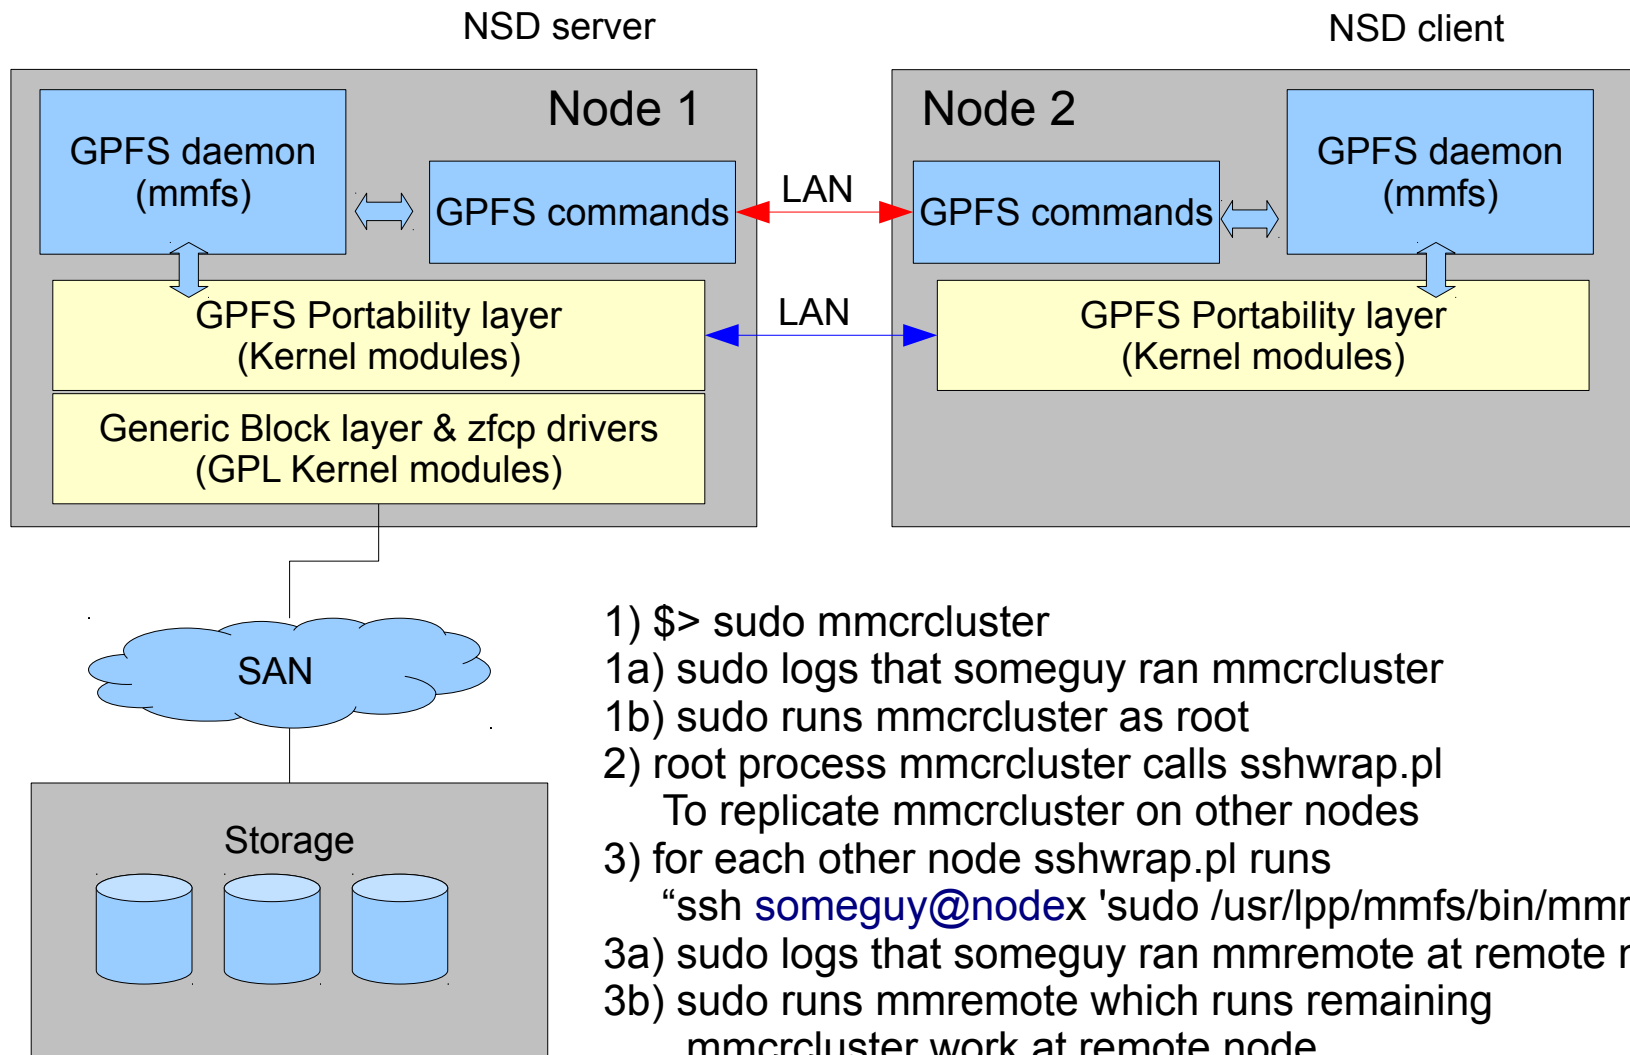 NSD server
NSD client
Node 1
Node 2
GPFS daemon
(mmfs)
GPFS commands
LAN
GPFS commands
GPFS daemon
(mmfs)
GPFS Portability layer
(Kernel modules)
LAN
GPFS Portability layer
(Kernel modules)
Generic Block layer & zfcp drivers
(GPL Kernel modules)
SAN
Storage
1) $> sudo mmcrcluster
1a) sudo logs that someguy ran mmcrcluster
1b) sudo runs mmcrcluster as root
2) root process mmcrcluster calls sshwrap.pl
To replicate mmcrcluster on other nodes
3) for each other node sshwrap.pl runs
“ssh someguy@nodex 'sudo
3a) sudo logs that someguy ran mmremote at remote
3b) sudo runs mmremote which runs remaining
mmcrcluster work at remote node